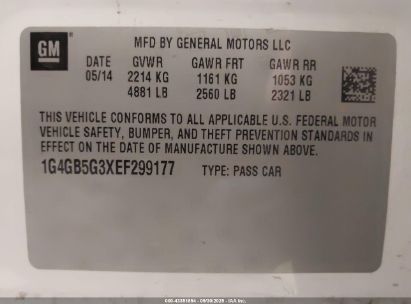 GM
MFD BY GENERAL MOTORS LLC
DATE GVWR GAWR FRT GAWR RR
05/14 2214 KG 1161 KG 1053 KG
4881 LB 2560 LB 2321 LB
THIS VEHICLE CONFORMS TO ALL APPLICABLE U.S. FEDERAL MOTOR
VEHICLE SAFETY, BUMPER, AND THEFT PREVENTION STANDARDS
IN EFFECT ON THE DATE OF MANUFACTURE SHOWN ABOVE.
1G4GB5G3XEF299177 TYPE: PASS CAR